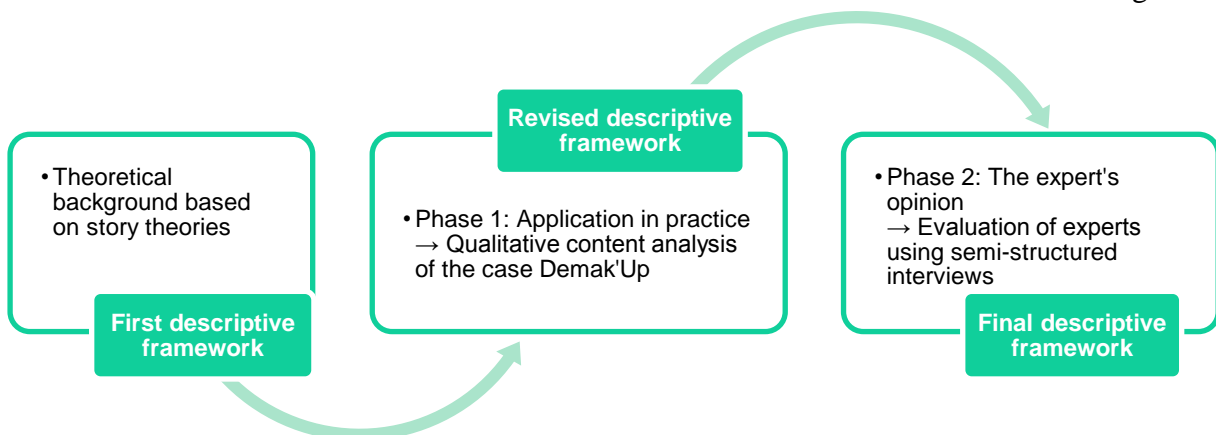 • Theoretical
background based
on story theories
First descriptive
framework
Revised descriptive
framework
• Phase 1: Application in practice
→ Qualitative content analysis
of the case Demak'Up
• Phase 2: The expert's
opinion
→ Evaluation of experts
using semi-structured
interviews
Final descriptive
framework